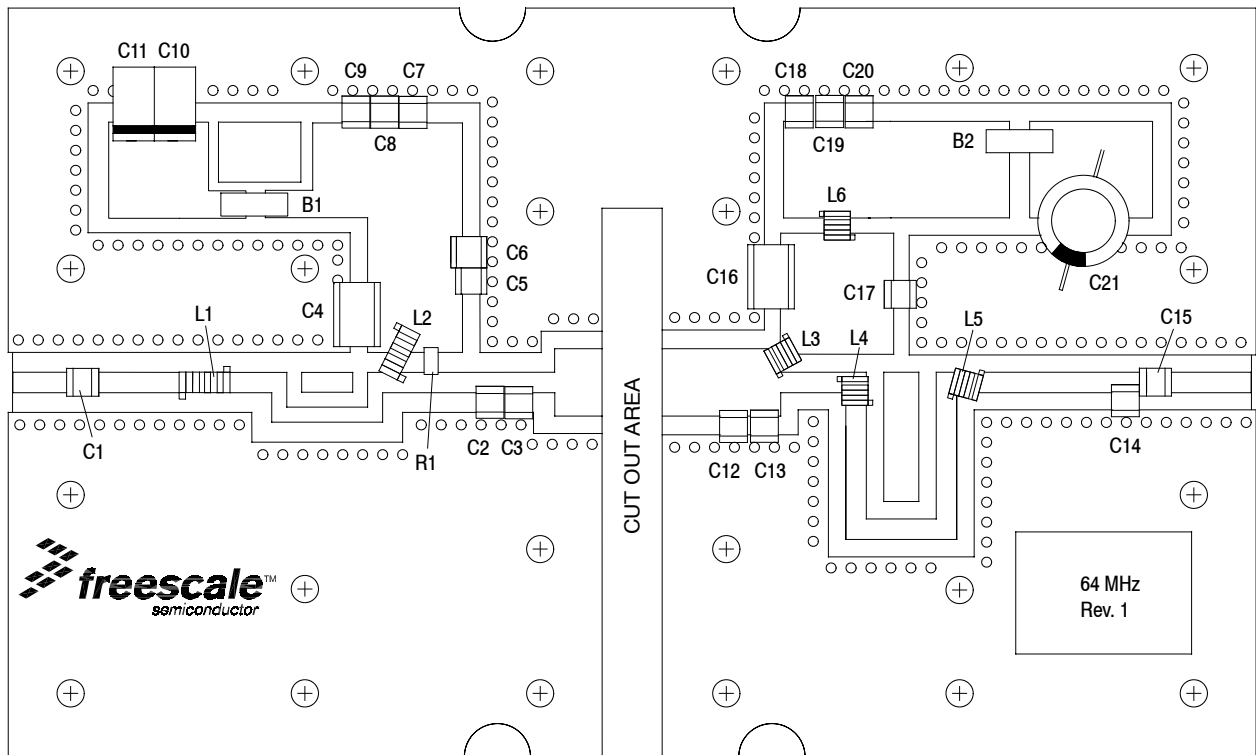 C11 C10
C9 C7
C8
B1
C6
C5
C4
L1
L2
C1
R1
C2 C3
C18 C20
C19
B2
L6
C16
C17
C21
L3
L4
L5
C15
C14
C12 C13
CUT OUT AREA
freescale™
semiconductor
64 MHz
Rev. 1